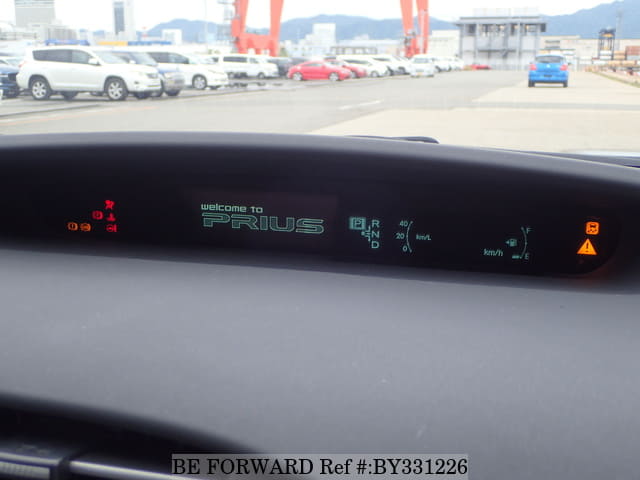 welcome to
PRIUS
P R
N
D
40
20
0
km/L
km/h
F
E
BE FORWARD Ref #:BY331226